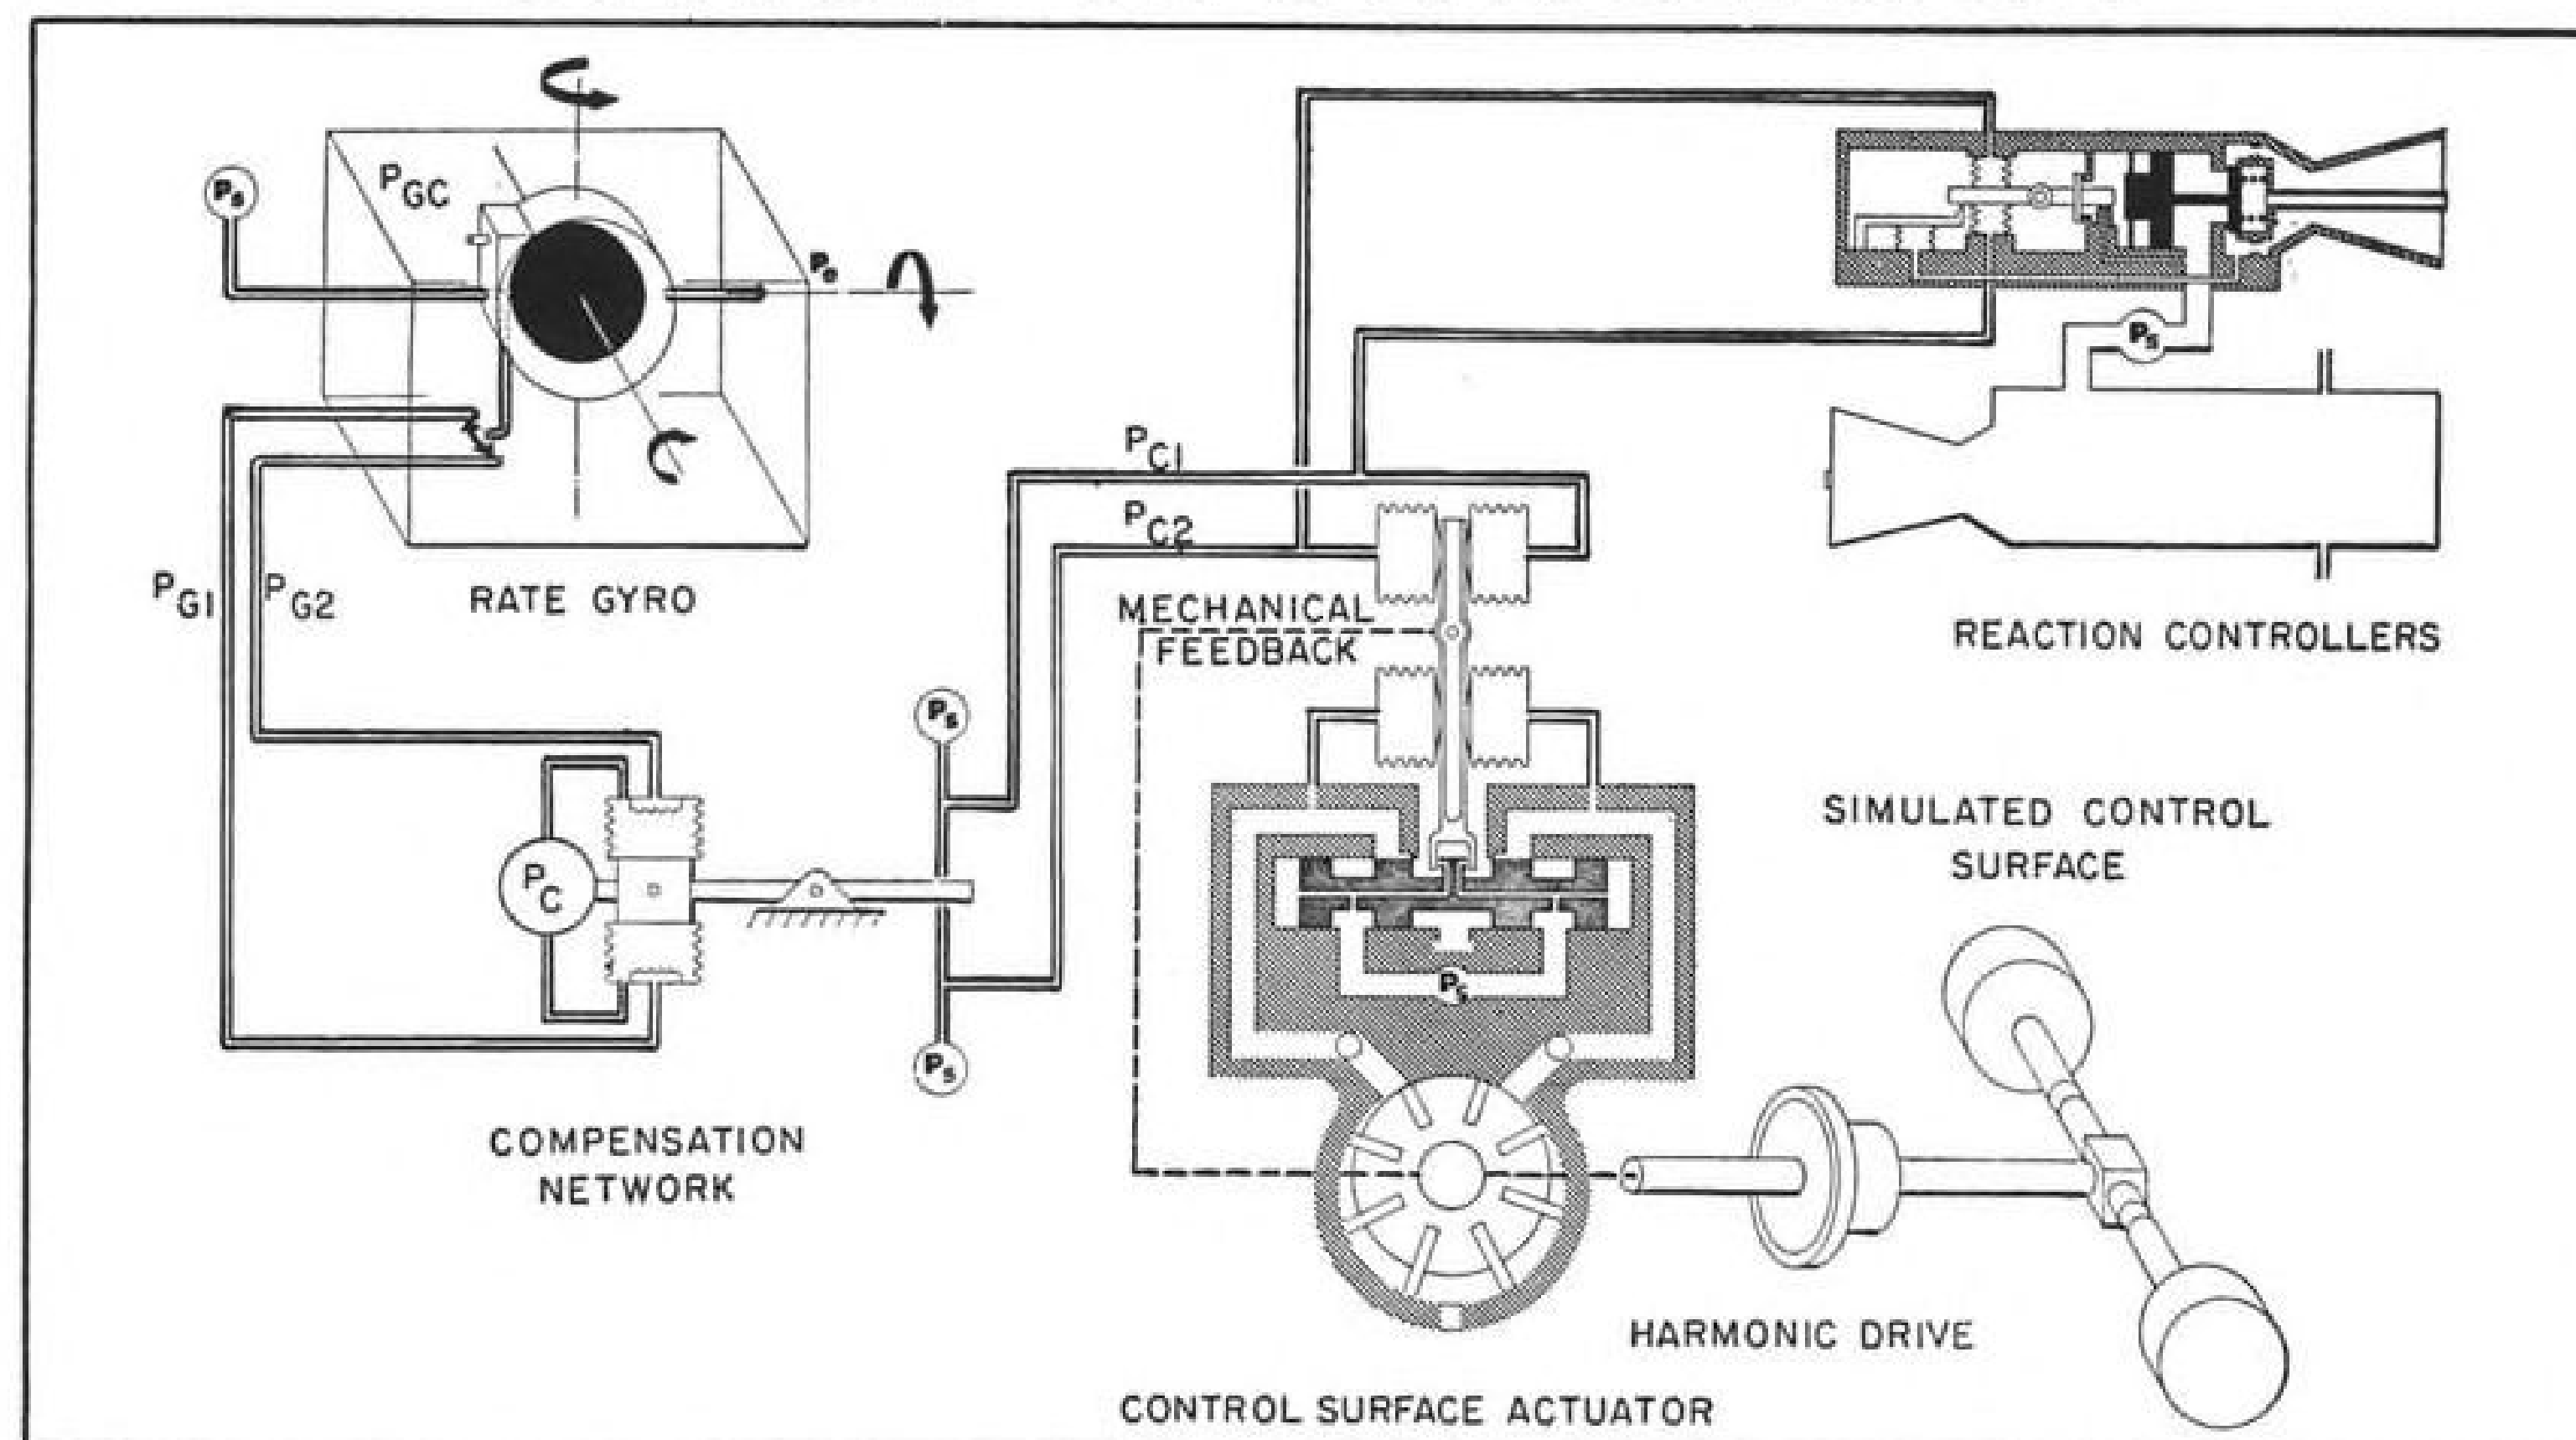 PGC
Ps
Pe
PG1
PG2
RATE GYRO
PC1
PC2
MECHANICAL
FEEDBACK
Ps
REACTION CONTROLLERS
Ps
PC
Ps
Ps
COMPENSATION
NETWORK
SIMULATED CONTROL
SURFACE
HARMONIC DRIVE
CONTROL SURFACE ACTUATOR